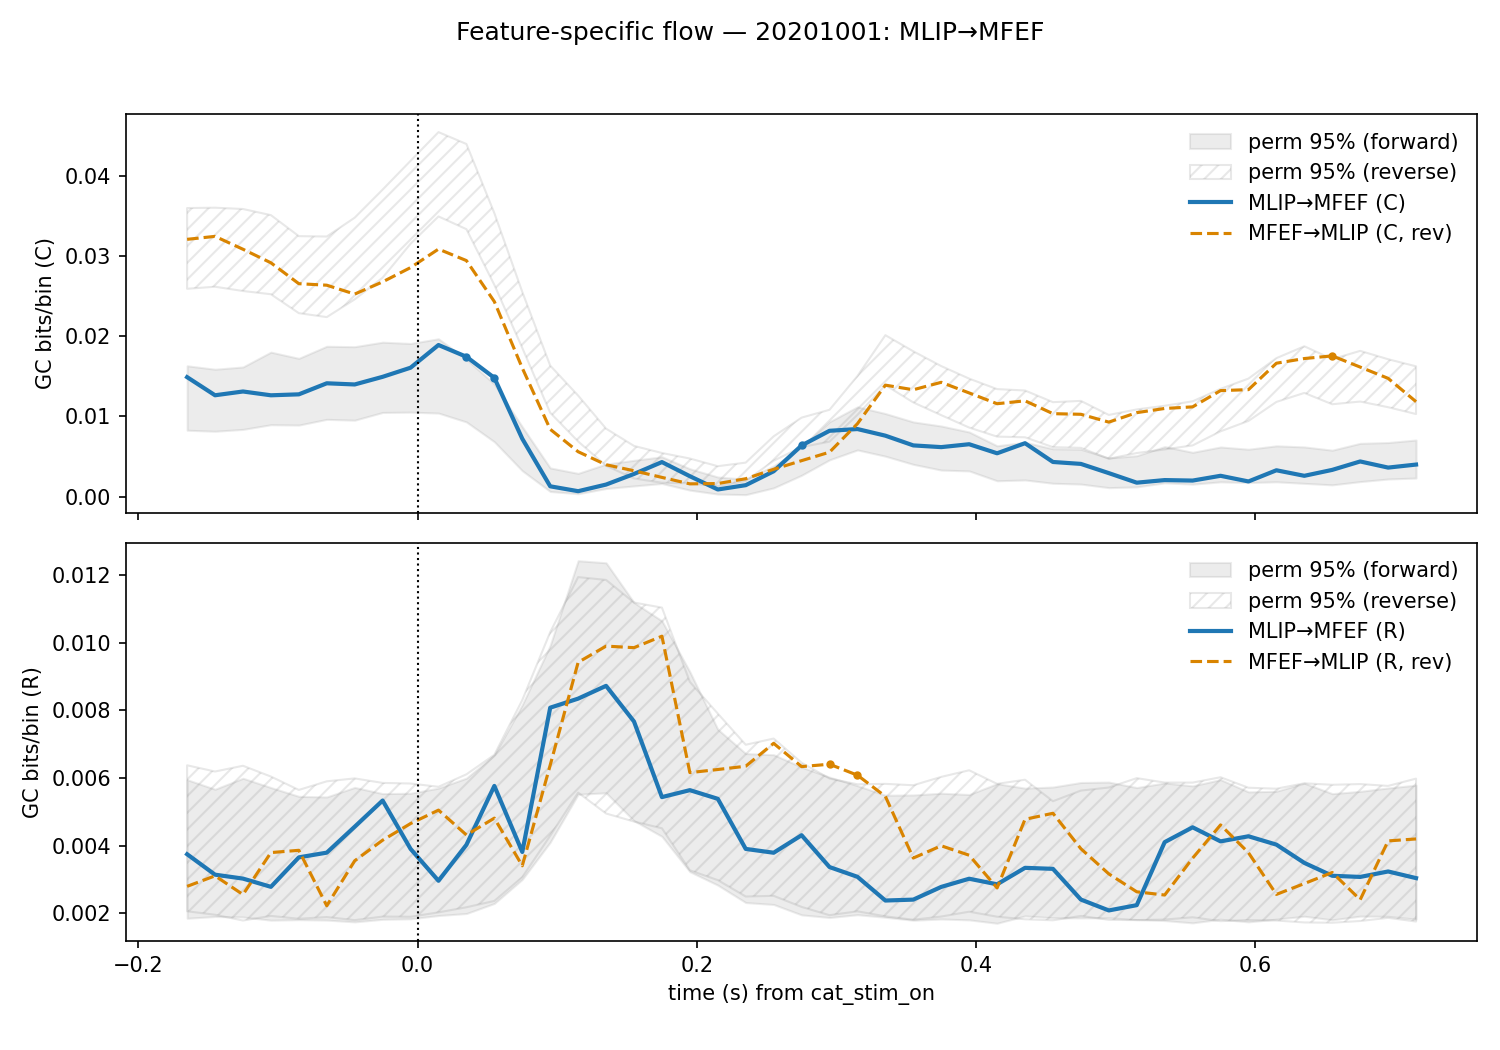 Feature-specific flow — 20201001: MLIP→MFEF
GC bits/bin (C)
0.04
0.03
0.02
0.01
0.00
perm 95% (forward)
perm 95% (reverse)
MLIP→MFEF (C)
MFEF→MLIP (C, rev)
GC bits/bin (R)
0.012
0.010
0.008
0.006
0.004
0.002
perm 95% (forward)
perm 95% (reverse)
MLIP→MFEF (R)
MFEF→MLIP (R, rev)
−0.2
0.0
0.2
0.4
0.6
time (s) from cat_stim_on